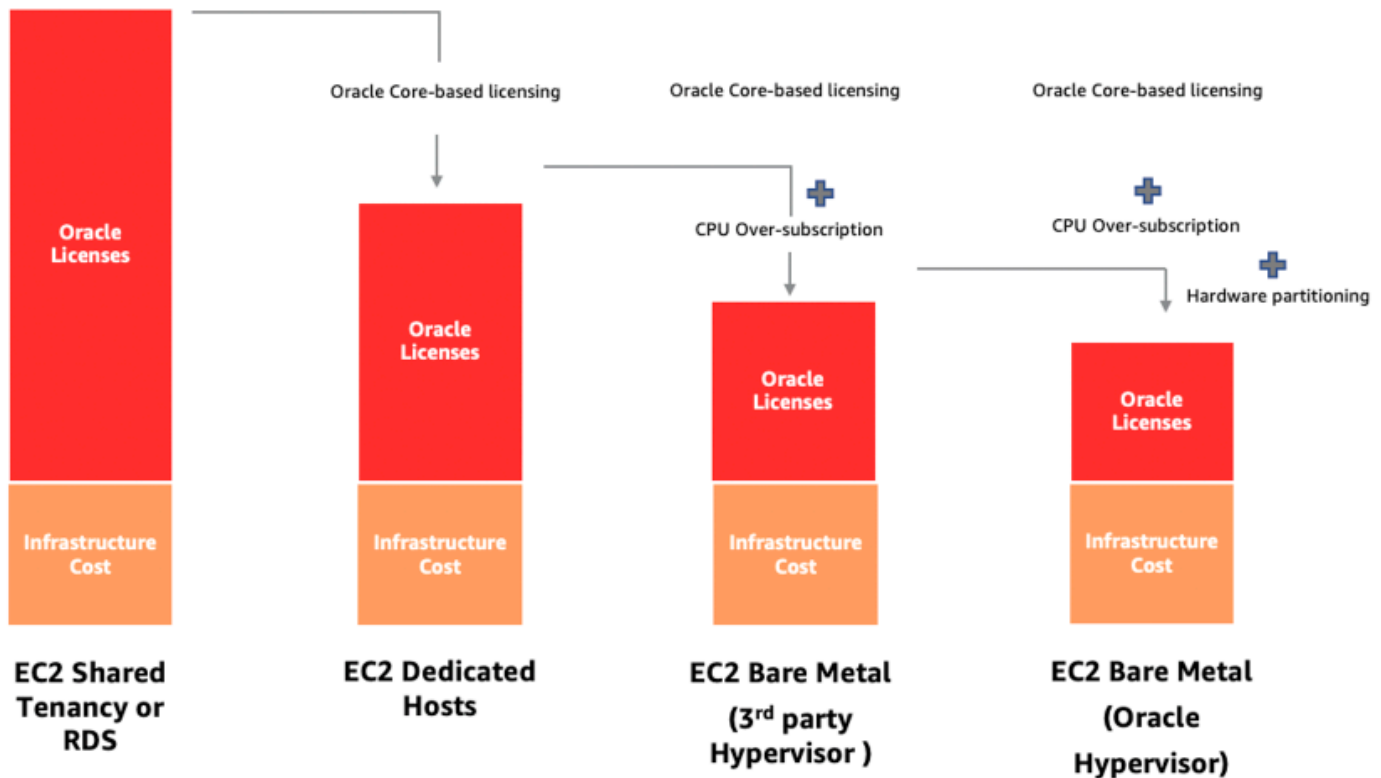 Oracle Core-based licensing
Oracle Core-based licensing
Oracle Core-based licensing
Oracle
Licenses
CPU Over-subscription
CPU Over-subscription
Hardware partitioning
Oracle
Licenses
Oracle
Licenses
Oracle
Licenses
Infrastructure
Cost
Infrastructure
Cost
Infrastructure
Cost
Infrastructure
Cost
EC2 Shared
Tenancy or
RDS
EC2 Dedicated
Hosts
EC2 Bare Metal
(3rd party
Hypervisor )
EC2 Bare Metal
(Oracle
Hypervisor)